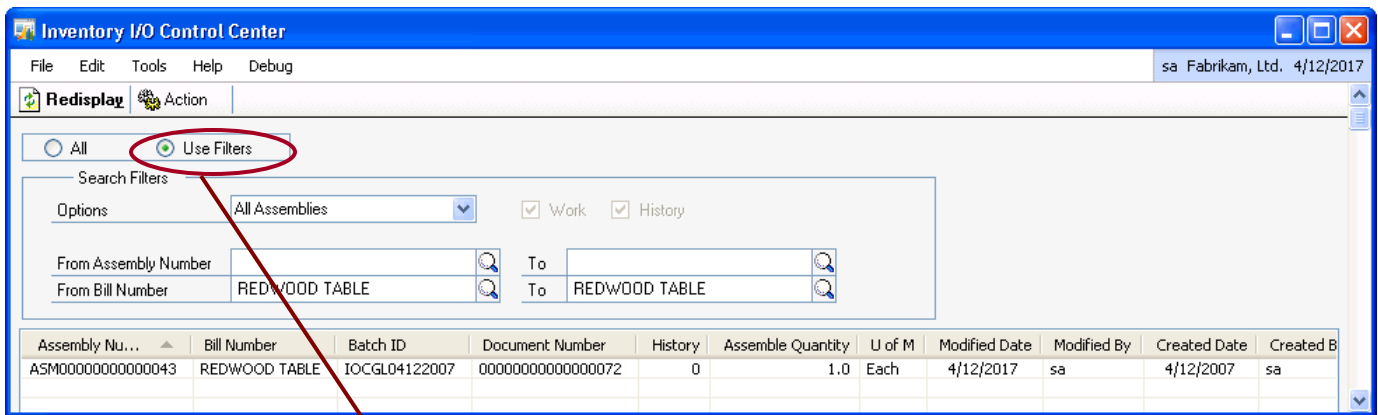 Inventory I/O Control Center
File Edit Tools Help Debug sa Fabrikam, Ltd. 4/12/2017
Redisplay Action
All Use Filters
Search Filters
Options All Assemblies Work History
From Assembly Number To
From Bill Number REDWOOD TABLE To REDWOOD TABLE
Assembly Nu... Bill Number Batch ID Document Number History Assemble Quantity U of M Modified Date Modified By Created Date Created B
ASM00000000000043 REDWOOD TABLE IOCGL04122007 00000000000000072 0 1.0 Each 4/12/2017 sa 4/12/2007 sa